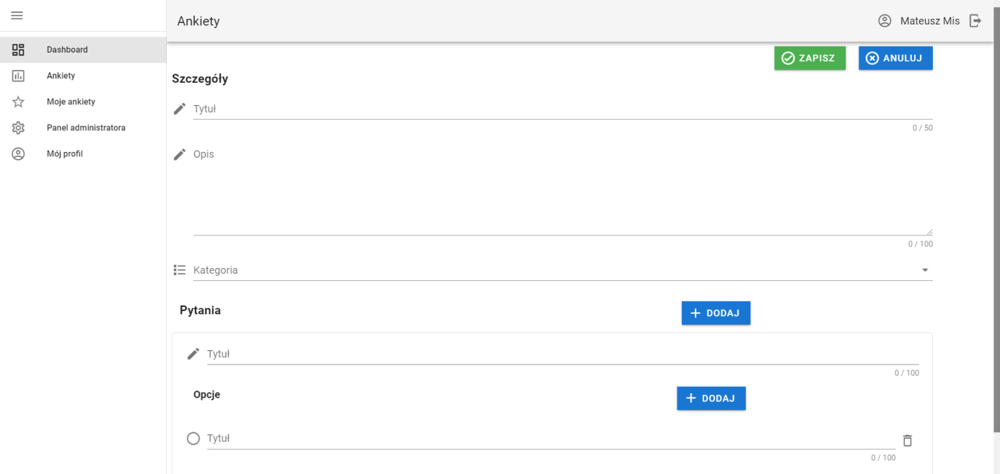 Ankiety
Mateusz Mis
Dashboard
Ankiety
Moje ankiety
Panel administratora
Mój profil
ZAPISZ
ANULUJ
Szczegóły
Tytuł
0 / 50
Opis
0 / 100
Kategoria
Pytania
DODAJ
Tytuł
0 / 100
Opcje
DODAJ
Tytuł
0 / 100